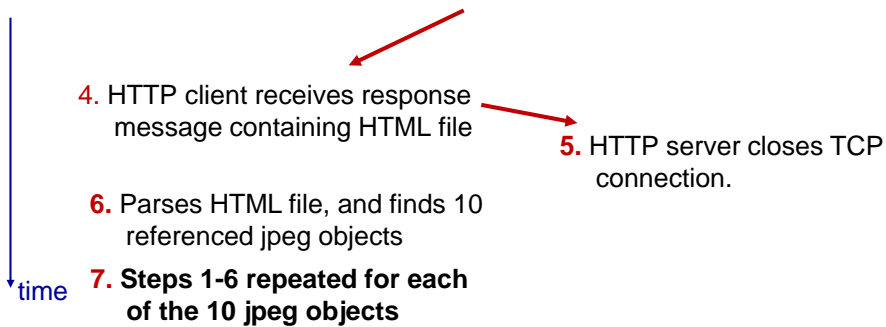 4. HTTP client receives response
message containing HTML file
5. HTTP server closes TCP
connection.
6. Parses HTML file, and finds 10
referenced jpeg objects
7. Steps 1-6 repeated for each
of the 10 jpeg objects
time